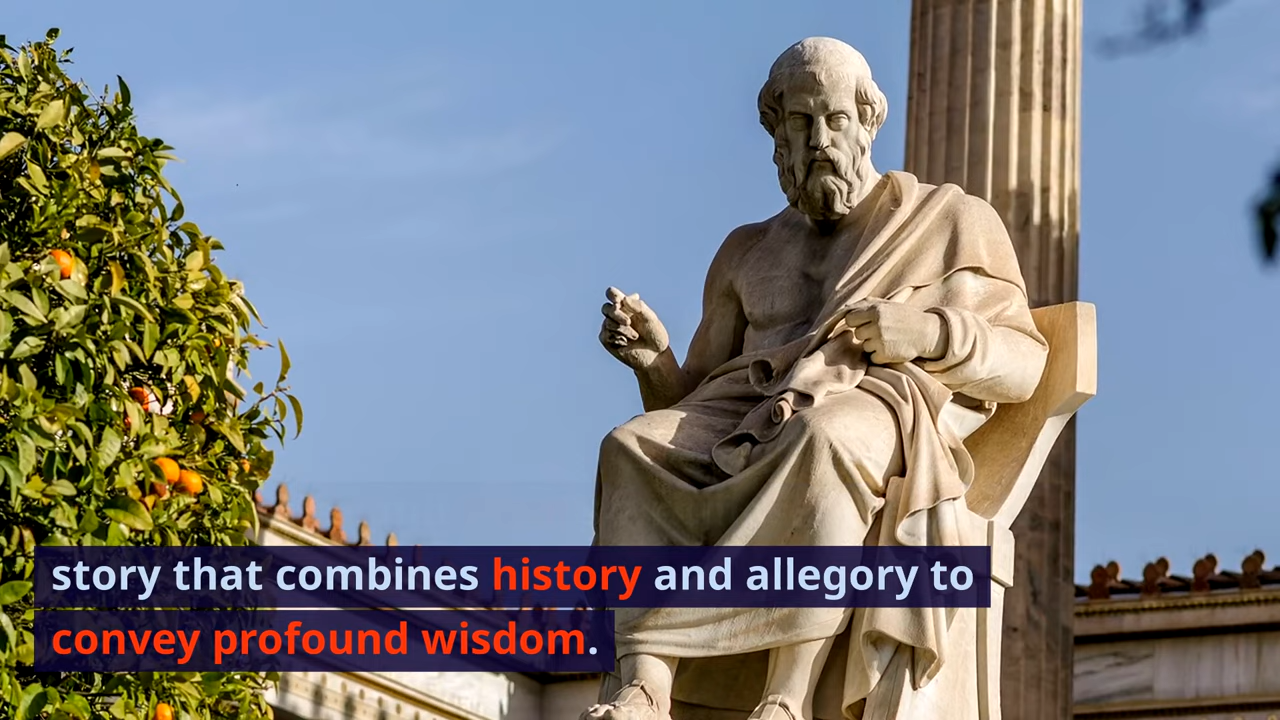 story that combines history and allegory to
convey profound wisdom.